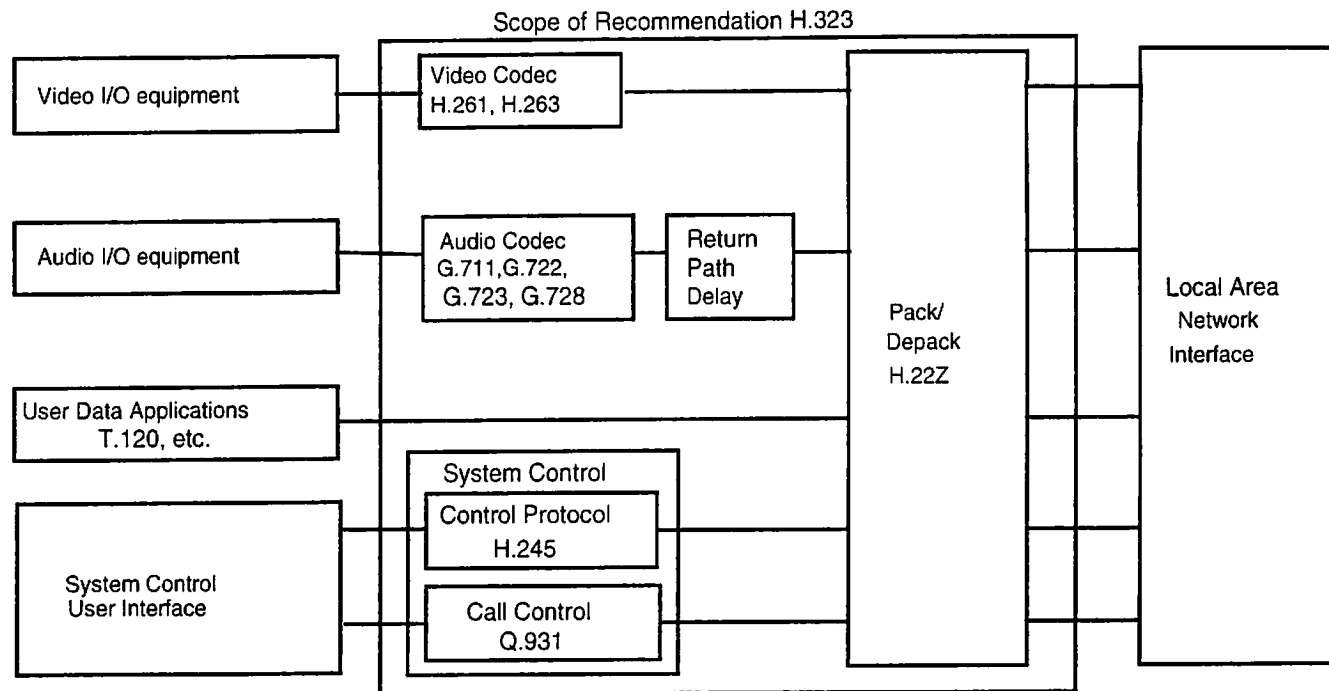 Scope of Recommendation H.323
Video I/O equipment
Video Codec
H.261, H.263
Audio I/O equipment
Audio Codec
G.711,G.722,
G.723, G.728
Return
Path
Delay
Pack/
Depack
H.22Z
Local Area
Network
Interface
User Data Applications
T.120, etc.
System Control
User Interface
System Control
Control Protocol
H.245
Call Control
Q.931